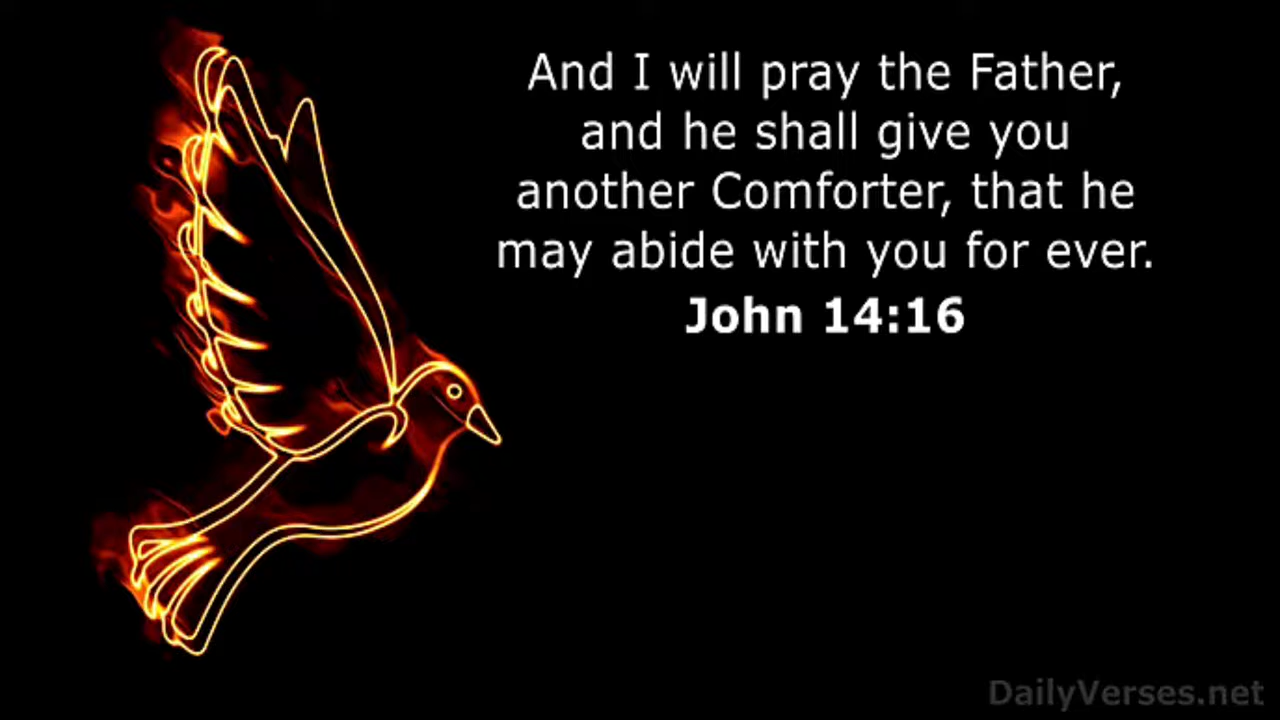 And I will pray the Father,
and he shall give you
another Comforter, that he
may abide with you for ever.
John 14:16
DailyVerses.net